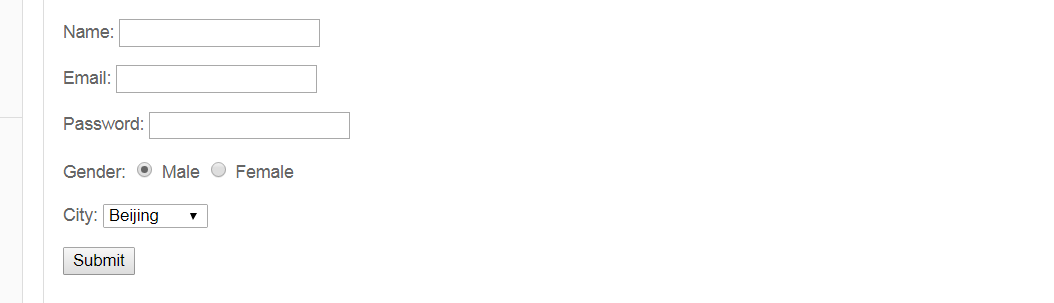 Name:
Email:
Password:
Gender: Male Female
City: Beijing
Submit